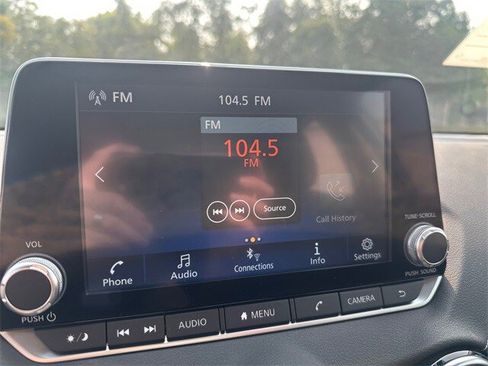 FM
104.5 FM
FM
104.5
FM
Source
Call History
Phone
Audio
Connections
Info
Settings
VOL
PUSH
TUNE·SCROLL
PUSH SOUND
AUDIO
MENU
CAMERA